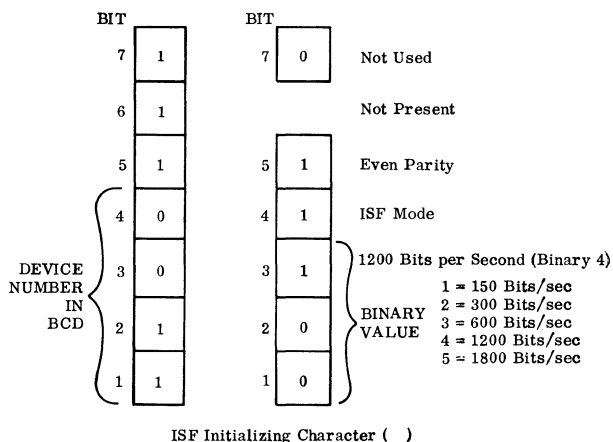 BIT BIT
7 1 7 0 Not Used
6 1 Not Present
5 1 5 1 Even Parity
4 0 4 1 ISF Mode
DEVICE NUMBER IN BCD
3 0 3 1 1200 Bits per Second (Binary 4)
BINARY VALUE
1 = 150 Bits/sec
2 = 300 Bits/sec
3 = 600 Bits/sec
4 = 1200 Bits/sec
5 = 1800 Bits/sec
2 1 2 0
1 1 1 0
ISF Initializing Character ( )